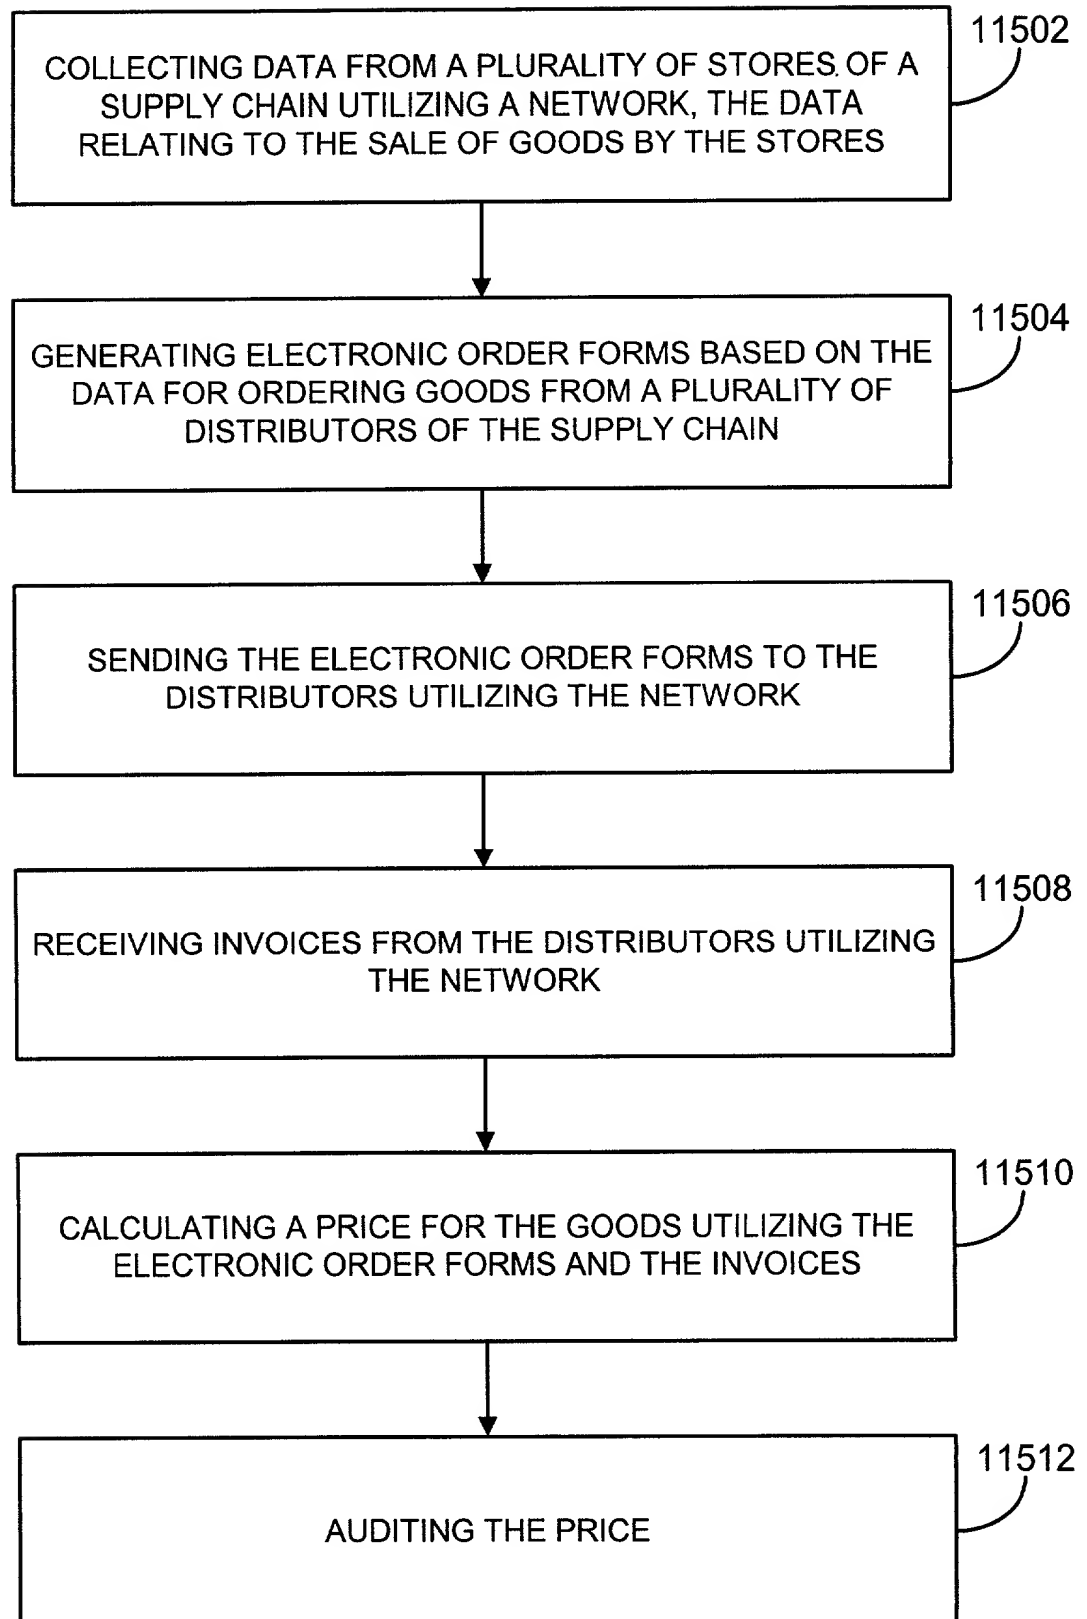 11502
COLLECTING DATA FROM A PLURALITY OF STORES. OF A
SUPPLY CHAIN UTILIZING A NETWORK, THE DATA
RELATING TO THE SALE OF GOODS BY THE STORES
11504
GENERATING ELECTRONIC ORDER FORMS BASED ON THE
DATA FOR ORDERING GOODS FROM A PLURALITY OF
DISTRIBUTORS OF THE SUPPLY CHAIN
11506
SENDING THE ELECTRONIC ORDER FORMS TO THE
DISTRIBUTORS UTILIZING THE NETWORK
11508
RECEIVING INVOICES FROM THE DISTRIBUTORS UTILIZING
THE NETWORK
11510
CALCULATING A PRICE FOR THE GOODS UTILIZING THE
ELECTRONIC ORDER FORMS AND THE INVOICES
11512
AUDITING THE PRICE